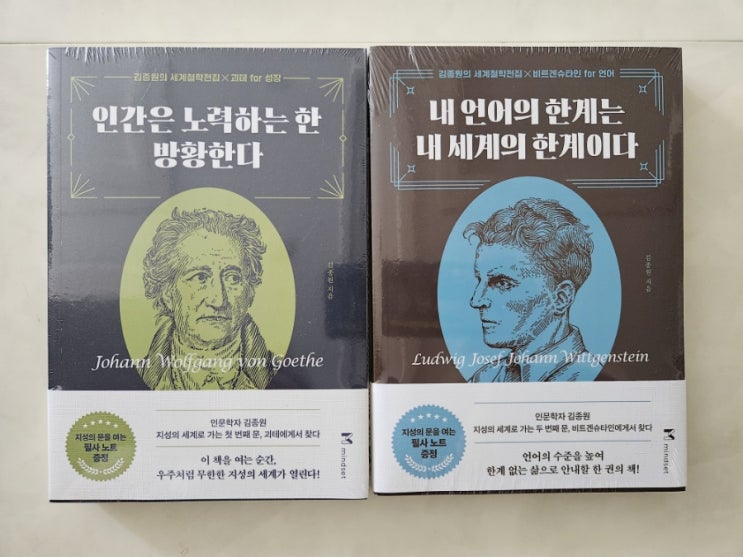 김종원의 세계철학전집×괴테 for 성장
인간은 노력하는 한
방황한다
김종원 지음
Johann Wolfgang von Goethe
지성의 문을 여는
필사 노트
증정
인문학자 김종원
지성의 세계로 가는 첫 번째 문, 괴테에게서 찾다
이 책을 여는 순간,
우주처럼 무한한 지성의 세계가 열린다!
mindset
김종원의 세계철학전집×비트겐슈타인 for 언어
내 언어의 한계는
내 세계의 한계이다
김종원 지음
Ludwig Josef Johann Wittgenstein
지성의 문을 여는
필사 노트
증정
인문학자 김종원
지성의 세계로 가는 두 번째 문, 비트겐슈타인에게서 찾다
언어의 수준을 높여
한계 없는 삶으로 안내할 한 권의 책!
mindset